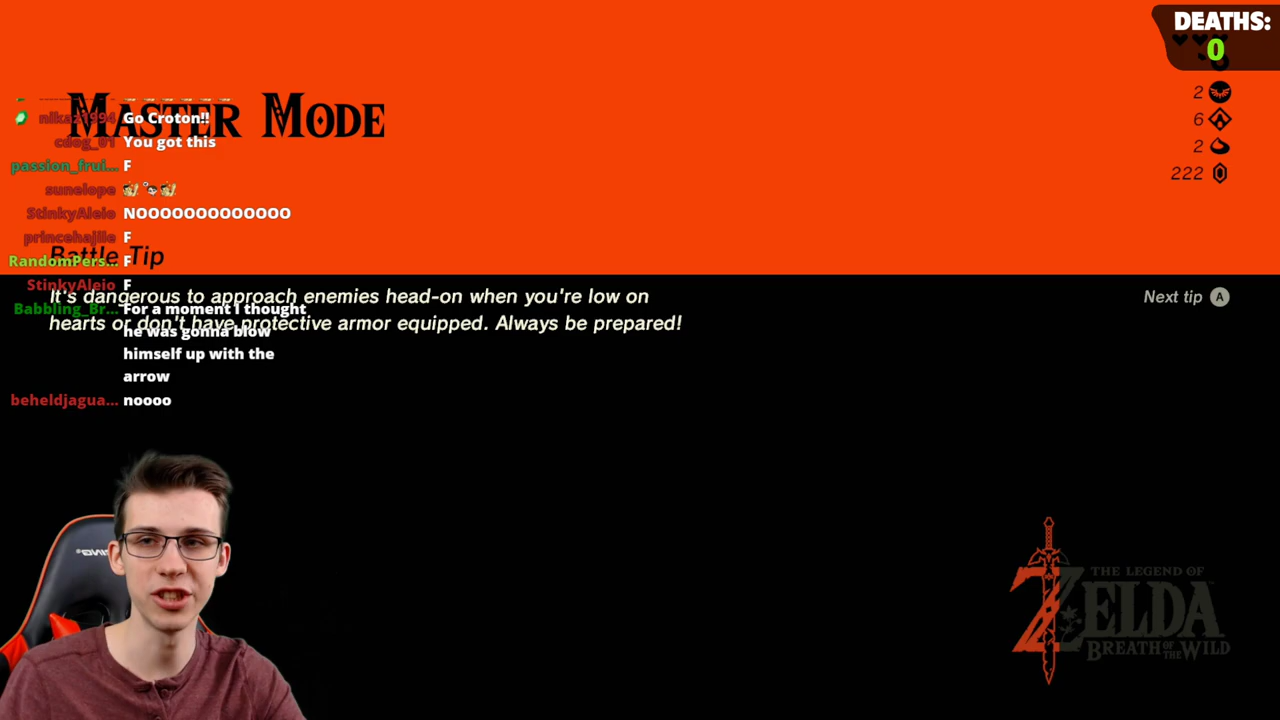 DEATHS:
0
MASTER MODE
2
6
2
222
nikaz1994 Go Croton!!
cdog_01 You got this
passion_frui... F
sunelope
StinkyAleio NOOOOOOOOOOOOO
princehajile F
RandomPers... F
StinkyAleio F
Babbling_Br... For a moment I thought
he was gonna blow
himself up with the
arrow
beheldjagua... noooo
Battle Tip
It's dangerous to approach enemies head-on when you're low on
hearts or don't have protective armor equipped. Always be prepared!
Next tip A
THE LEGEND OF
ZELDA
BREATH OF THE WILD